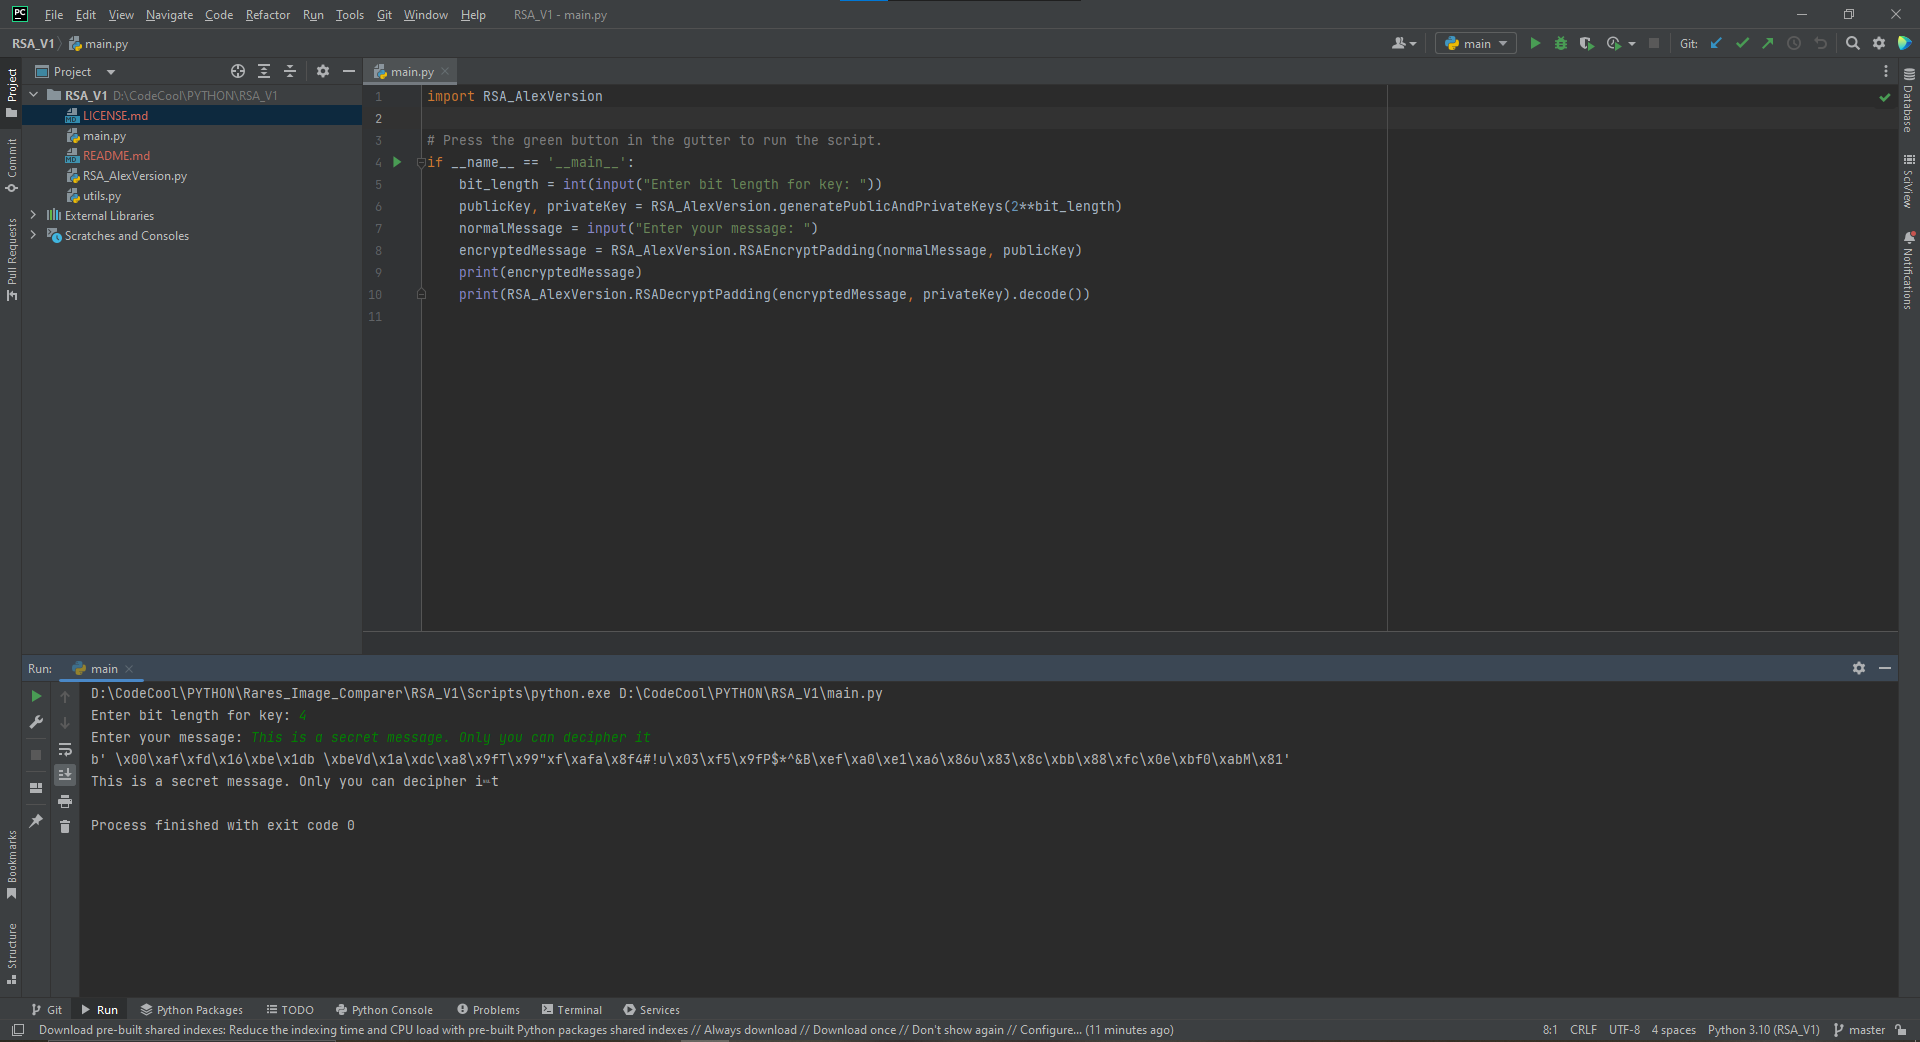 PC File Edit View Navigate Code Refactor Run Tools Git Window Help RSA_V1 - main.py
RSA_V1 main.py
main Git:
Project
main.py
RSA_V1 D:\CodeCool\PYTHON\RSA_V1
LICENSE.md
main.py
README.md
RSA_AlexVersion.py
utils.py
External Libraries
Scratches and Consoles
1 import RSA_AlexVersion
2
3 # Press the green button in the gutter to run the script.
4 if __name__ == '__main__':
5 bit_length = int(input("Enter bit length for key: "))
6 publicKey, privateKey = RSA_AlexVersion.generatePublicAndPrivateKeys(2**bit_length)
7 normalMessage = input("Enter your message: ")
8 encryptedMessage = RSA_AlexVersion.RSAEncryptPadding(normalMessage, publicKey)
9 print(encryptedMessage)
10 print(RSA_AlexVersion.RSADecryptPadding(encryptedMessage, privateKey).decode())
11
Project
Commit
Pull Requests
Bookmarks
Structure
Database
SciView
Notifications
Run: main
D:\CodeCool\PYTHON\Rares_Image_Comparer\RSA_V1\Scripts\python.exe D:\CodeCool\PYTHON\RSA_V1\main.py
Enter bit length for key: 4
Enter your message: This is a secret message. Only you can decipher it
b' \x00\xaf\xfd\x16\xbe\x1db \xbeVd\x1a\xdc\xa8\x9fT\x99"xf\xafa\x8f4#!u\x03\xf5\x9fP$*^&B\xef\xa0\xe1\xa6\x86u\x83\x8c\xbb\x88\xfc\x0e\xbf0\xabM\x81'
This is a secret message. Only you can decipher it
Process finished with exit code 0
Git Run Python Packages TODO Python Console Problems Terminal Services
Download pre-built shared indexes: Reduce the indexing time and CPU load with pre-built Python packages shared indexes // Always download // Download once // Don't show again // Configure... (11 minutes ago) 8:1 CRLF UTF-8 4 spaces Python 3.10 (RSA_V1) master